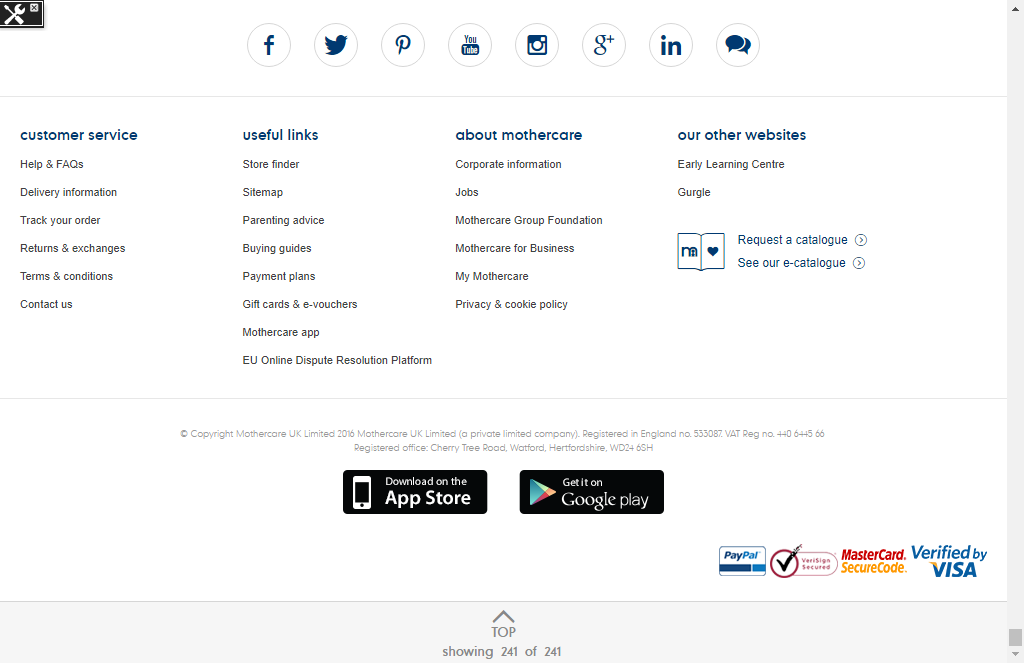 f
You Tube
g+
in
customer service
Help & FAQs
Delivery information
Track your order
Returns & exchanges
Terms & conditions
Contact us
useful links
Store finder
Sitemap
Parenting advice
Buying guides
Payment plans
Gift cards & e-vouchers
Mothercare app
EU Online Dispute Resolution Platform
about mothercare
Corporate information
Jobs
Mothercare Group Foundation
Mothercare for Business
My Mothercare
Privacy & cookie policy
our other websites
Early Learning Centre
Gurgle
Request a catalogue
See our e-catalogue
© Copyright Mothercare UK Limited 2016 Mothercare UK Limited (a private limited company). Registered in England no. 533087. VAT Reg no. 440 6445 66
Registered office: Cherry Tree Road, Watford, Hertfordshire, WD24 6SH
Download on the
App Store
Get it on
Google play
PayPal
VeriSign
Secured
MasterCard.
SecureCode.
Verified by
VISA
TOP
showing 241 of 241